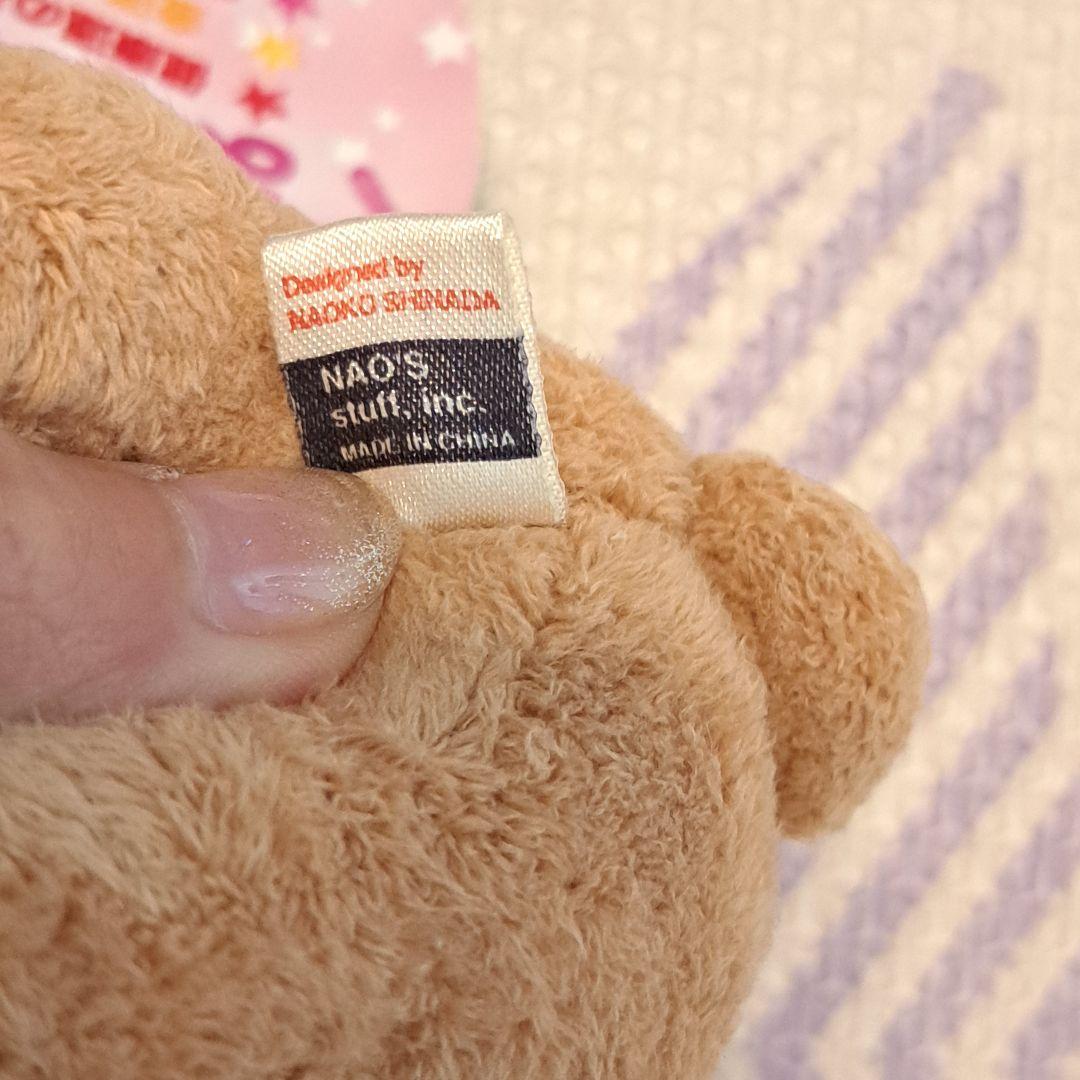 Designed by
NAOKO SHINADA
NAO'S
stuff, inc.
MADE IN CHINA